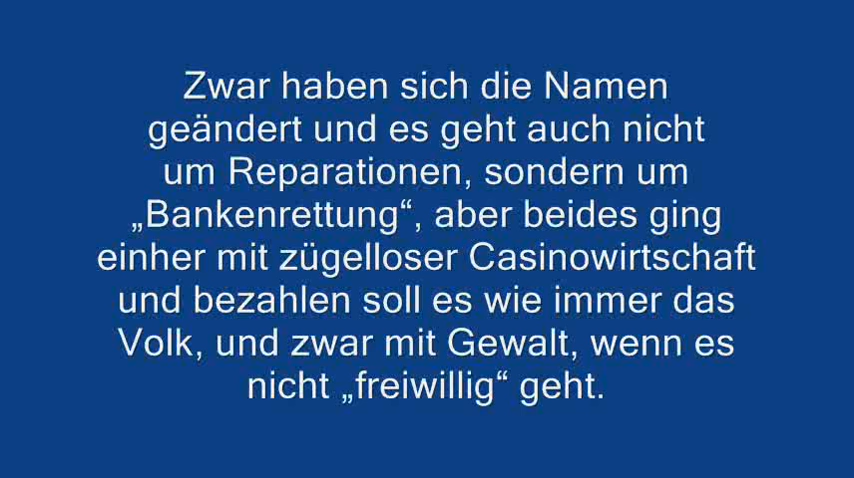 Zwar haben sich die Namen
geändert und es geht auch nicht
um Reparationen, sondern um
„Bankenrettung“, aber beides ging
einher mit zügelloser Casinowirtschaft
und bezahlen soll es wie immer das
Volk, und zwar mit Gewalt, wenn es
nicht „freiwillig“ geht.